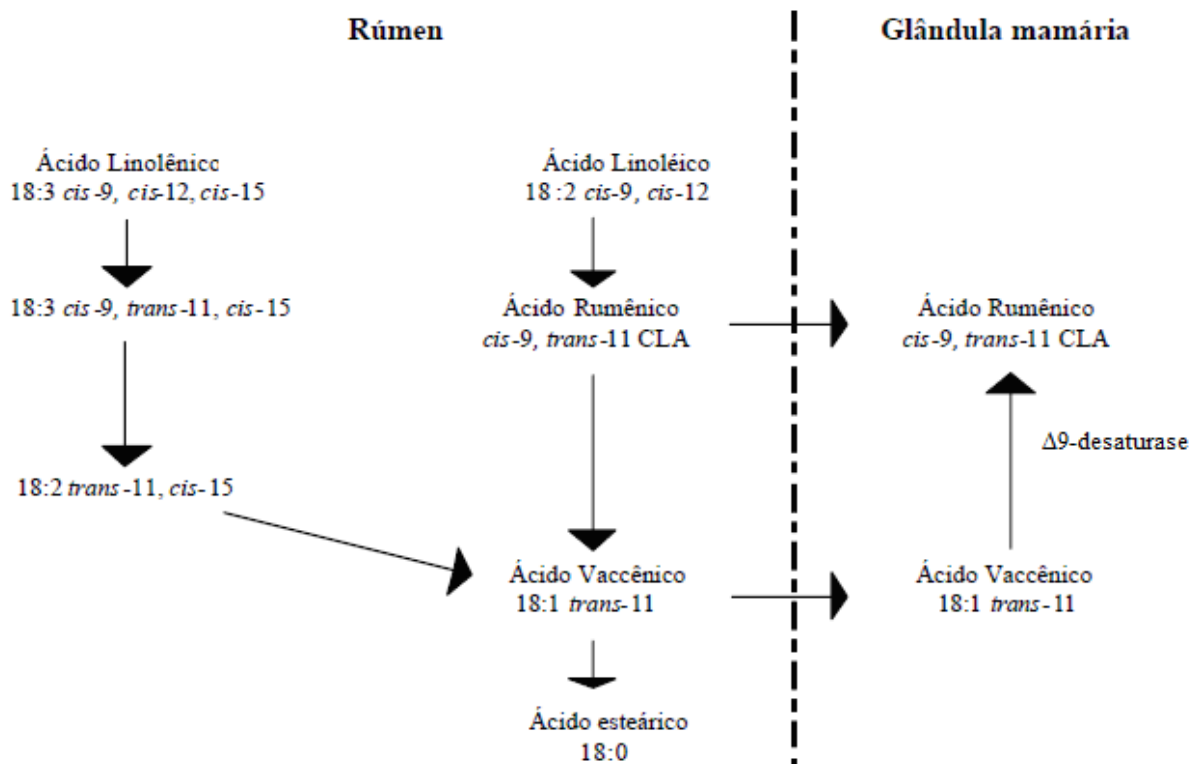 Rúmen
Glândula mamária
Ácido Linolênico
18:3 cis-9, cis-12, cis-15
Ácido Linoléico
18 :2 cis-9, cis-12
18:3 cis-9, trans-11, cis-15
Ácido Rumênico
cis-9, trans-11 CLA
Ácido Rumênico
cis-9, trans-11 CLA
Δ9-desaturase
18:2 trans-11, cis-15
Ácido Vaccênico
18:1 trans-11
Ácido Vaccênico
18:1 trans-11
Ácido esteárico
18:0